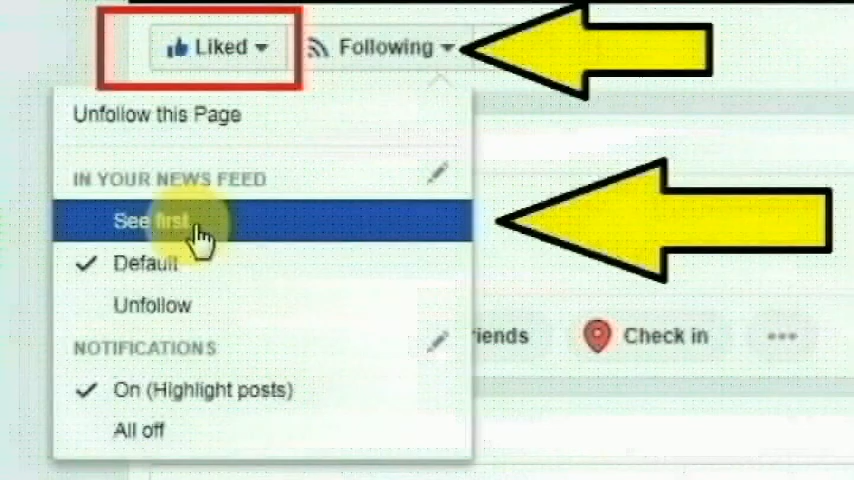 Liked Following
Unfollow this Page
IN YOUR NEWS FEED
See first
Default
Unfollow
riends Check in
NOTIFICATIONS
On (Highlight posts)
All off